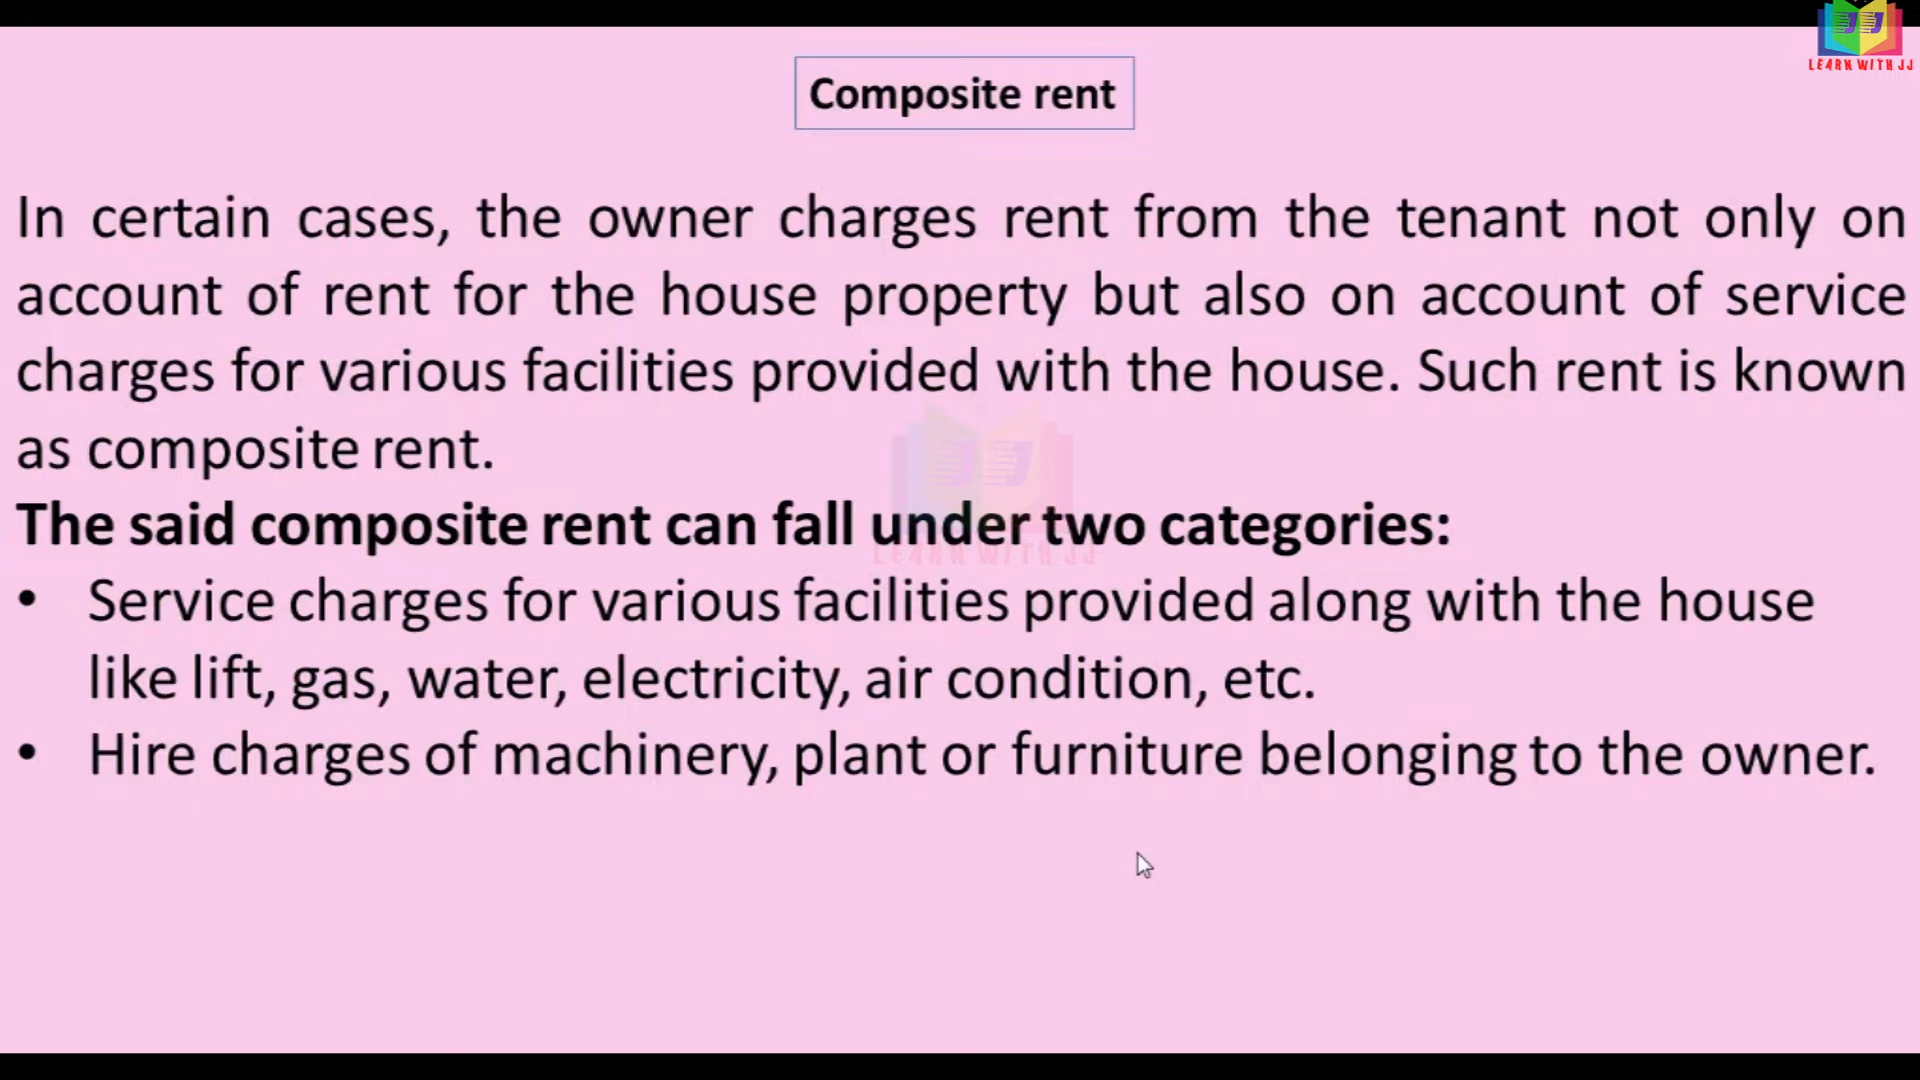 LEARN WITH JJ
Composite rent
In certain cases, the owner charges rent from the tenant not only on
account of rent for the house property but also on account of service
charges for various facilities provided with the house. Such rent is known
as composite rent.
The said composite rent can fall under two categories:
• Service charges for various facilities provided along with the house
like lift, gas, water, electricity, air condition, etc.
• Hire charges of machinery, plant or furniture belonging to the owner.
LEARN WITH JJ